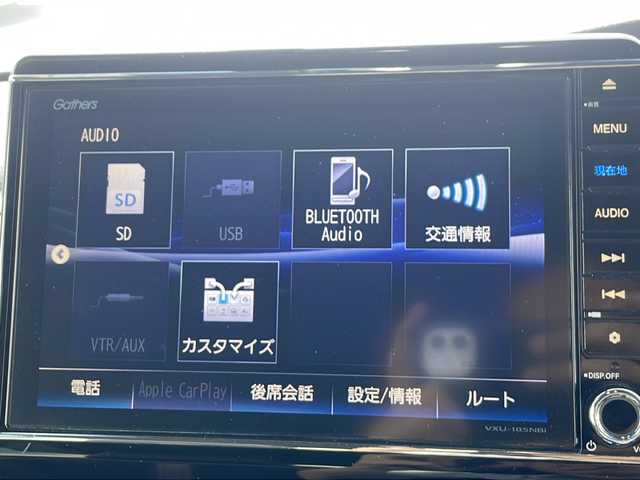 Gathers
AUDIO
SD
SD
USB
BLUETOOTH
Audio
交通情報
VTR/AUX
カスタマイズ
電話
Apple CarPlay
後席会話
設定/情報
ルート
VXU-185NBi
MENU
現在地
AUDIO
DISP.OFF